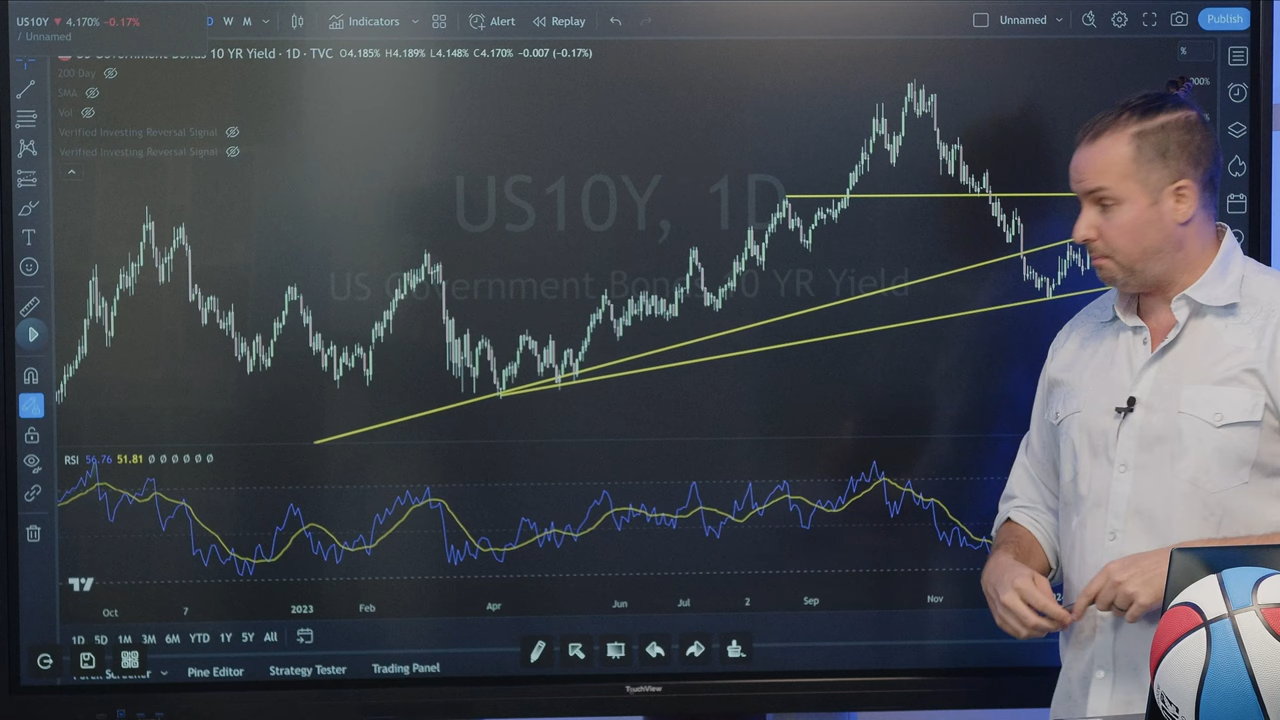 US10Y ▼ 4.170% −0.17%
/ Unnamed
D W M Indicators Alert Replay Unnamed Publish
10 YR Yield · 1D · TVC O4.185% H4.189% L4.148% C4.170% −0.007 (−0.17%)
%
200 Day
SMA
Vol
Verified Investing Reversal Signal
Verified Investing Reversal Signal
US10Y, 1D
US Government Bonds 10 YR Yield
RSI 56.76 51.81 Ø Ø Ø Ø Ø Ø
Oct 7 2023 Feb Apr Jun Jul 2 Sep Nov
1D 5D 1M 3M 6M YTD 1Y 5Y All
Pine Editor Strategy Tester Trading Panel
TouchView